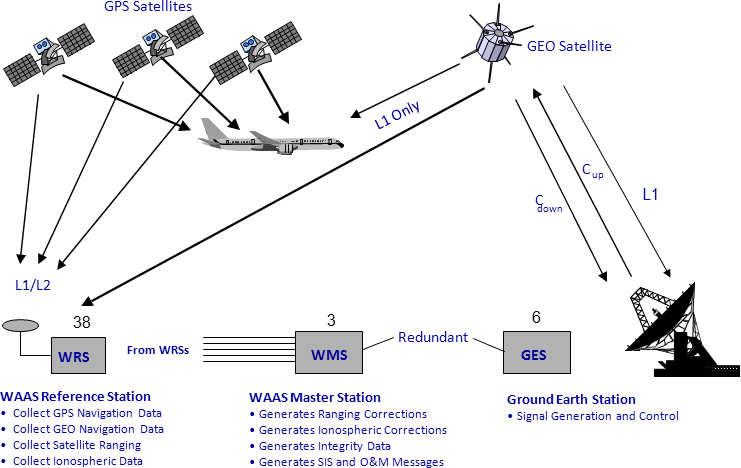 GPS Satellites
GEO Satellite
L1 Only
C up
C down
L1
L1/L2
38
3
6
WRS
From WRSs
WMS
Redundant
GES
WAAS Reference Station
• Collect GPS Navigation Data
• Collect GEO Navigation Data
• Collect Satellite Ranging
• Collect Ionospheric Data
WAAS Master Station
• Generates Ranging Corrections
• Generates Ionospheric Corrections
• Generates Integrity Data
• Generates SIS and O&M Messages
Ground Earth Station
• Signal Generation and Control